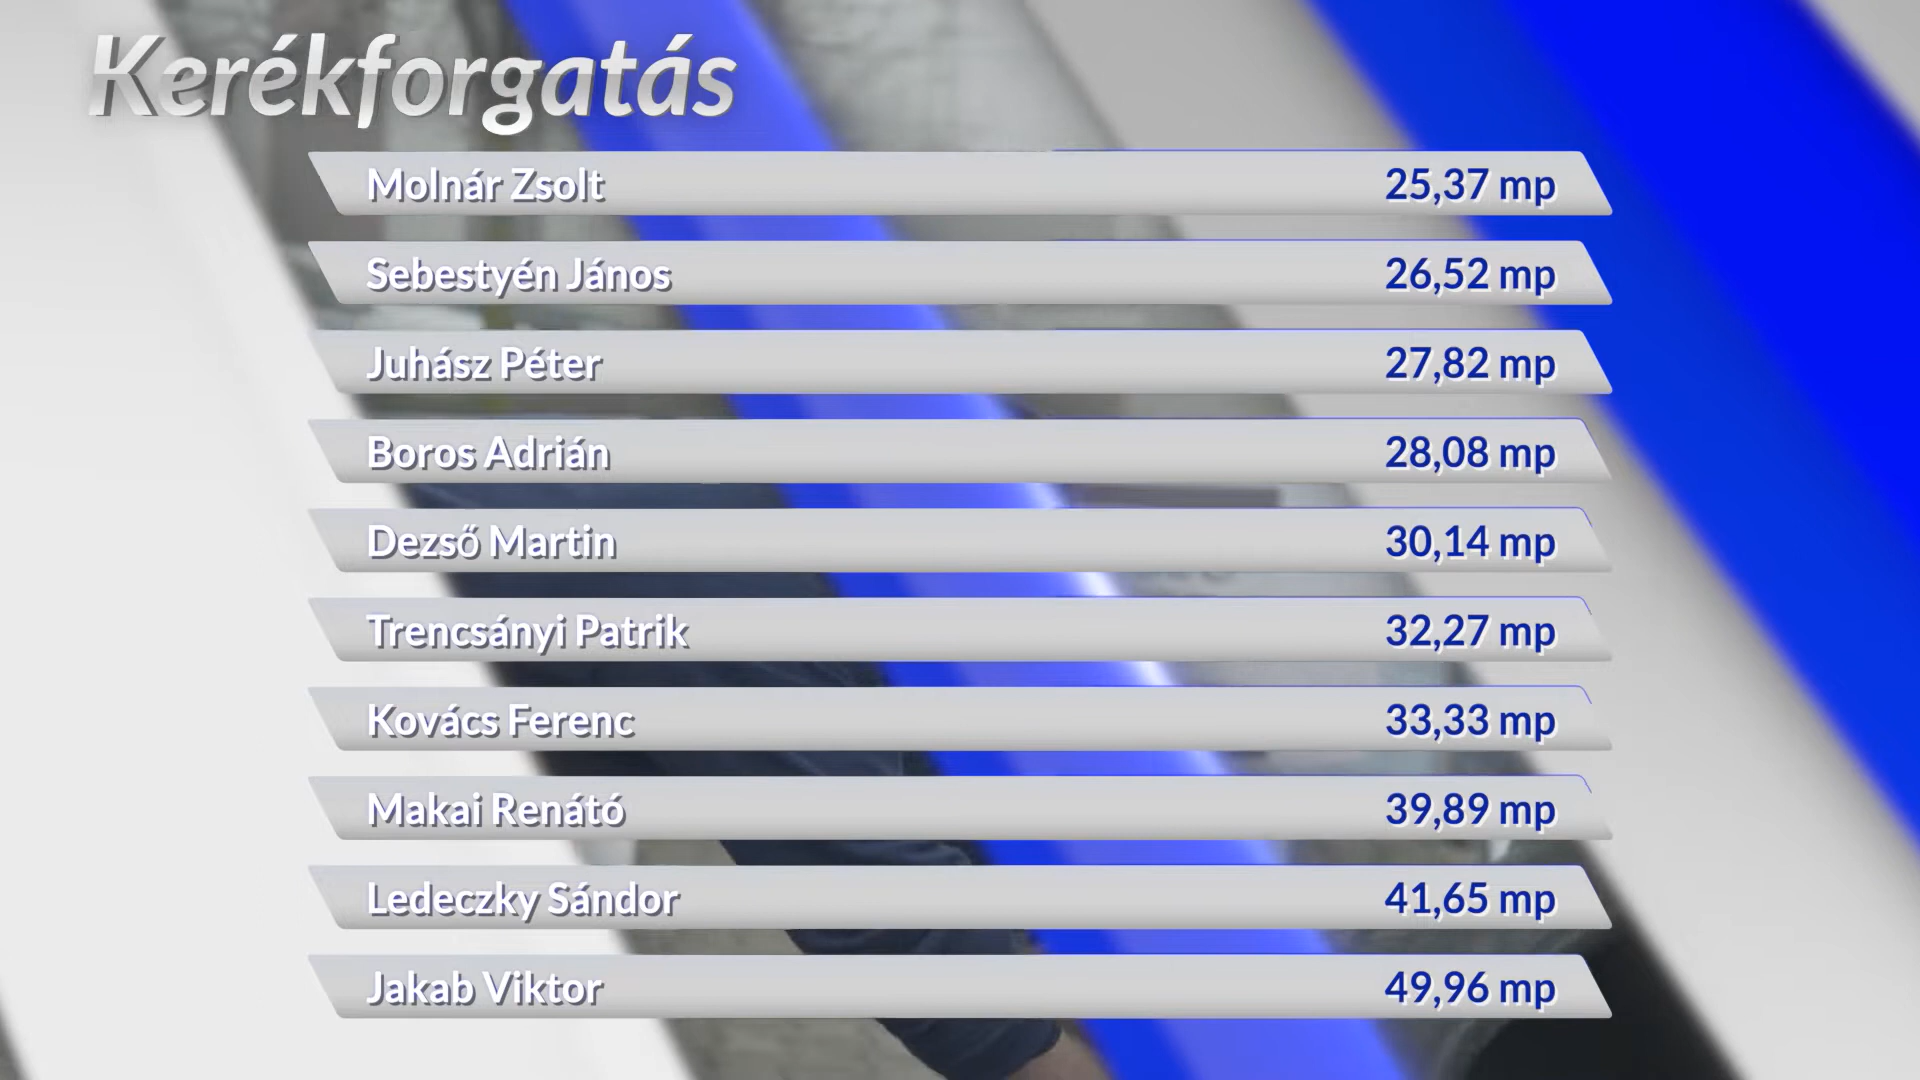 Kerékforgatás
Molnár Zsolt 25,37 mp
Sebestyén János 26,52 mp
Juhász Péter 27,82 mp
Boros Adrián 28,08 mp
Dezső Martin 30,14 mp
Trencsányi Patrik 32,27 mp
Kovács Ferenc 33,33 mp
Makai Renátó 39,89 mp
Ledeczky Sándor 41,65 mp
Jakab Viktor 49,96 mp